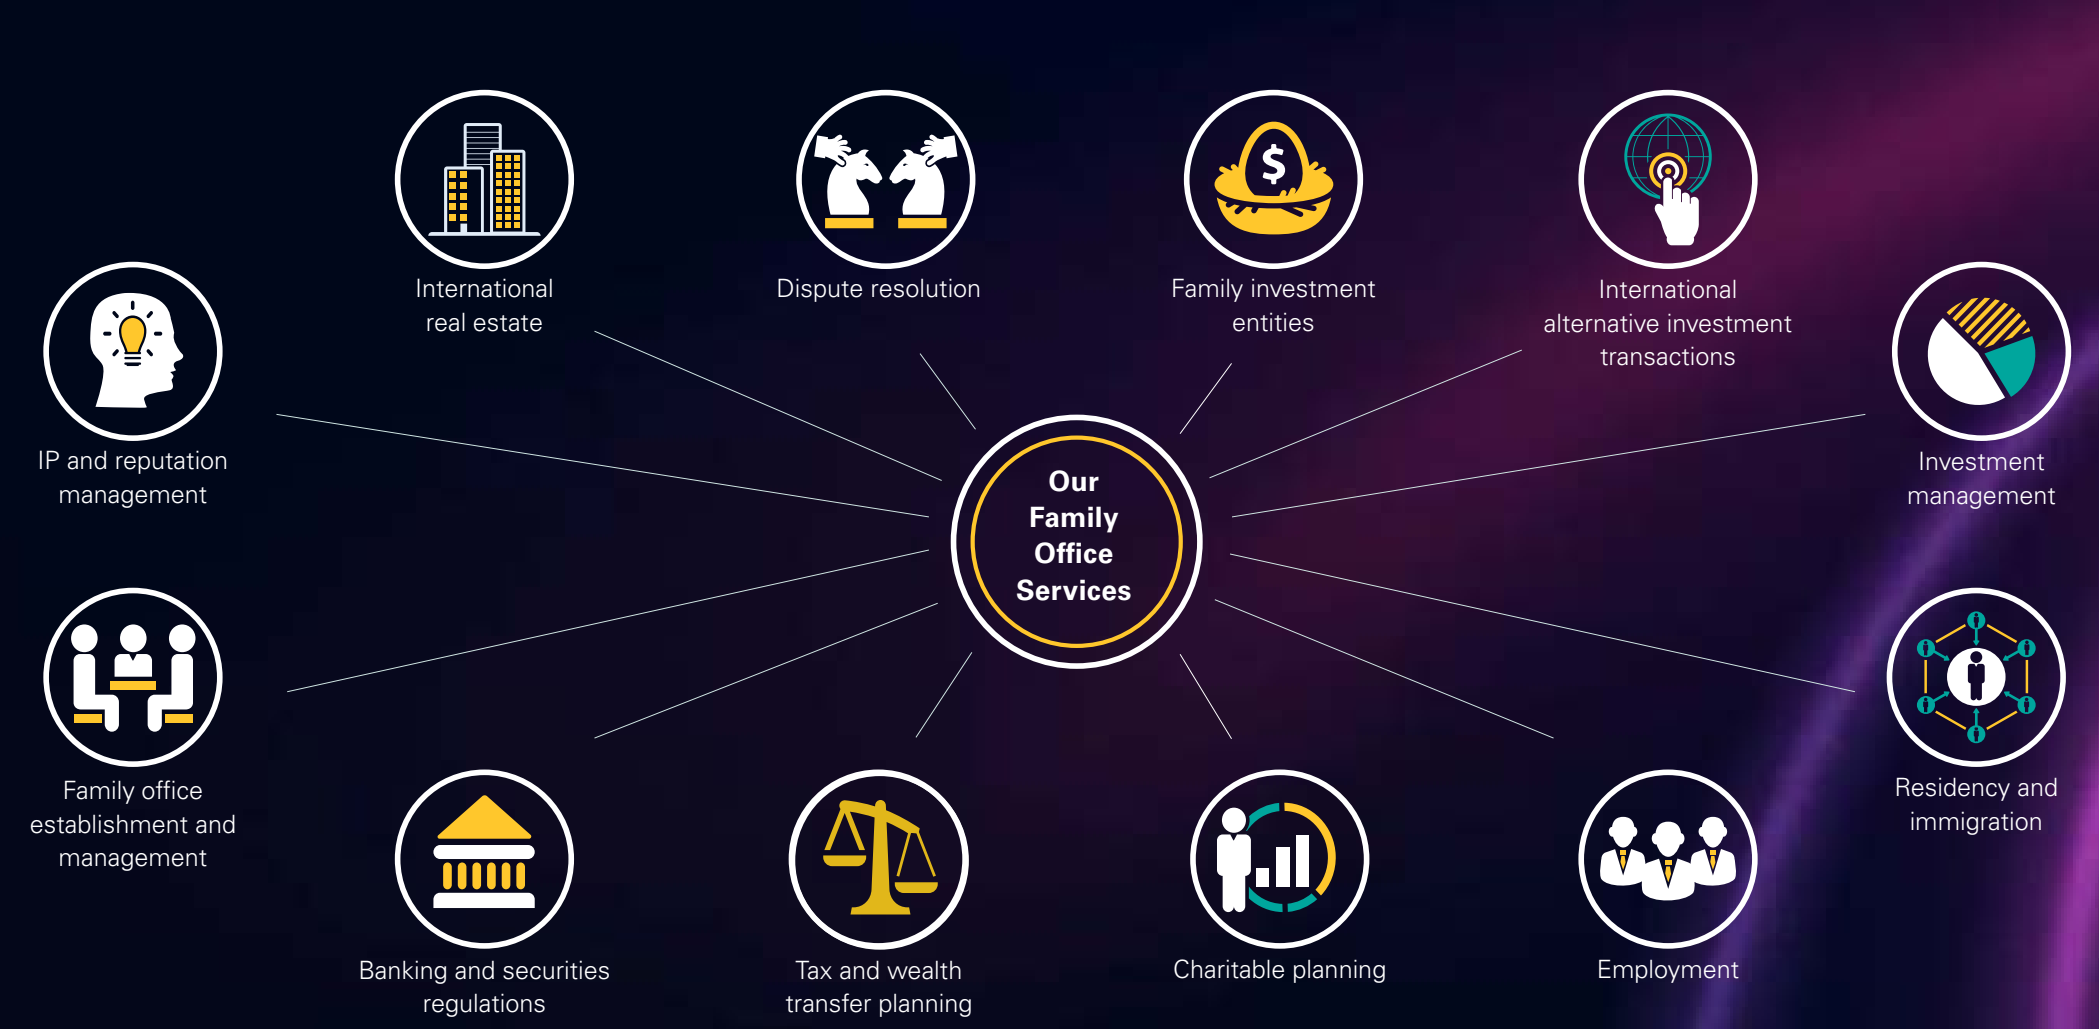 International
real estate
Dispute resolution
$
Family investment
entities
International
alternative investment
transactions
IP and reputation
management
Investment
management
Our
Family
Office
Services
Family office
establishment and
management
Residency and
immigration
Banking and securities
regulations
Tax and wealth
transfer planning
Charitable planning
Employment